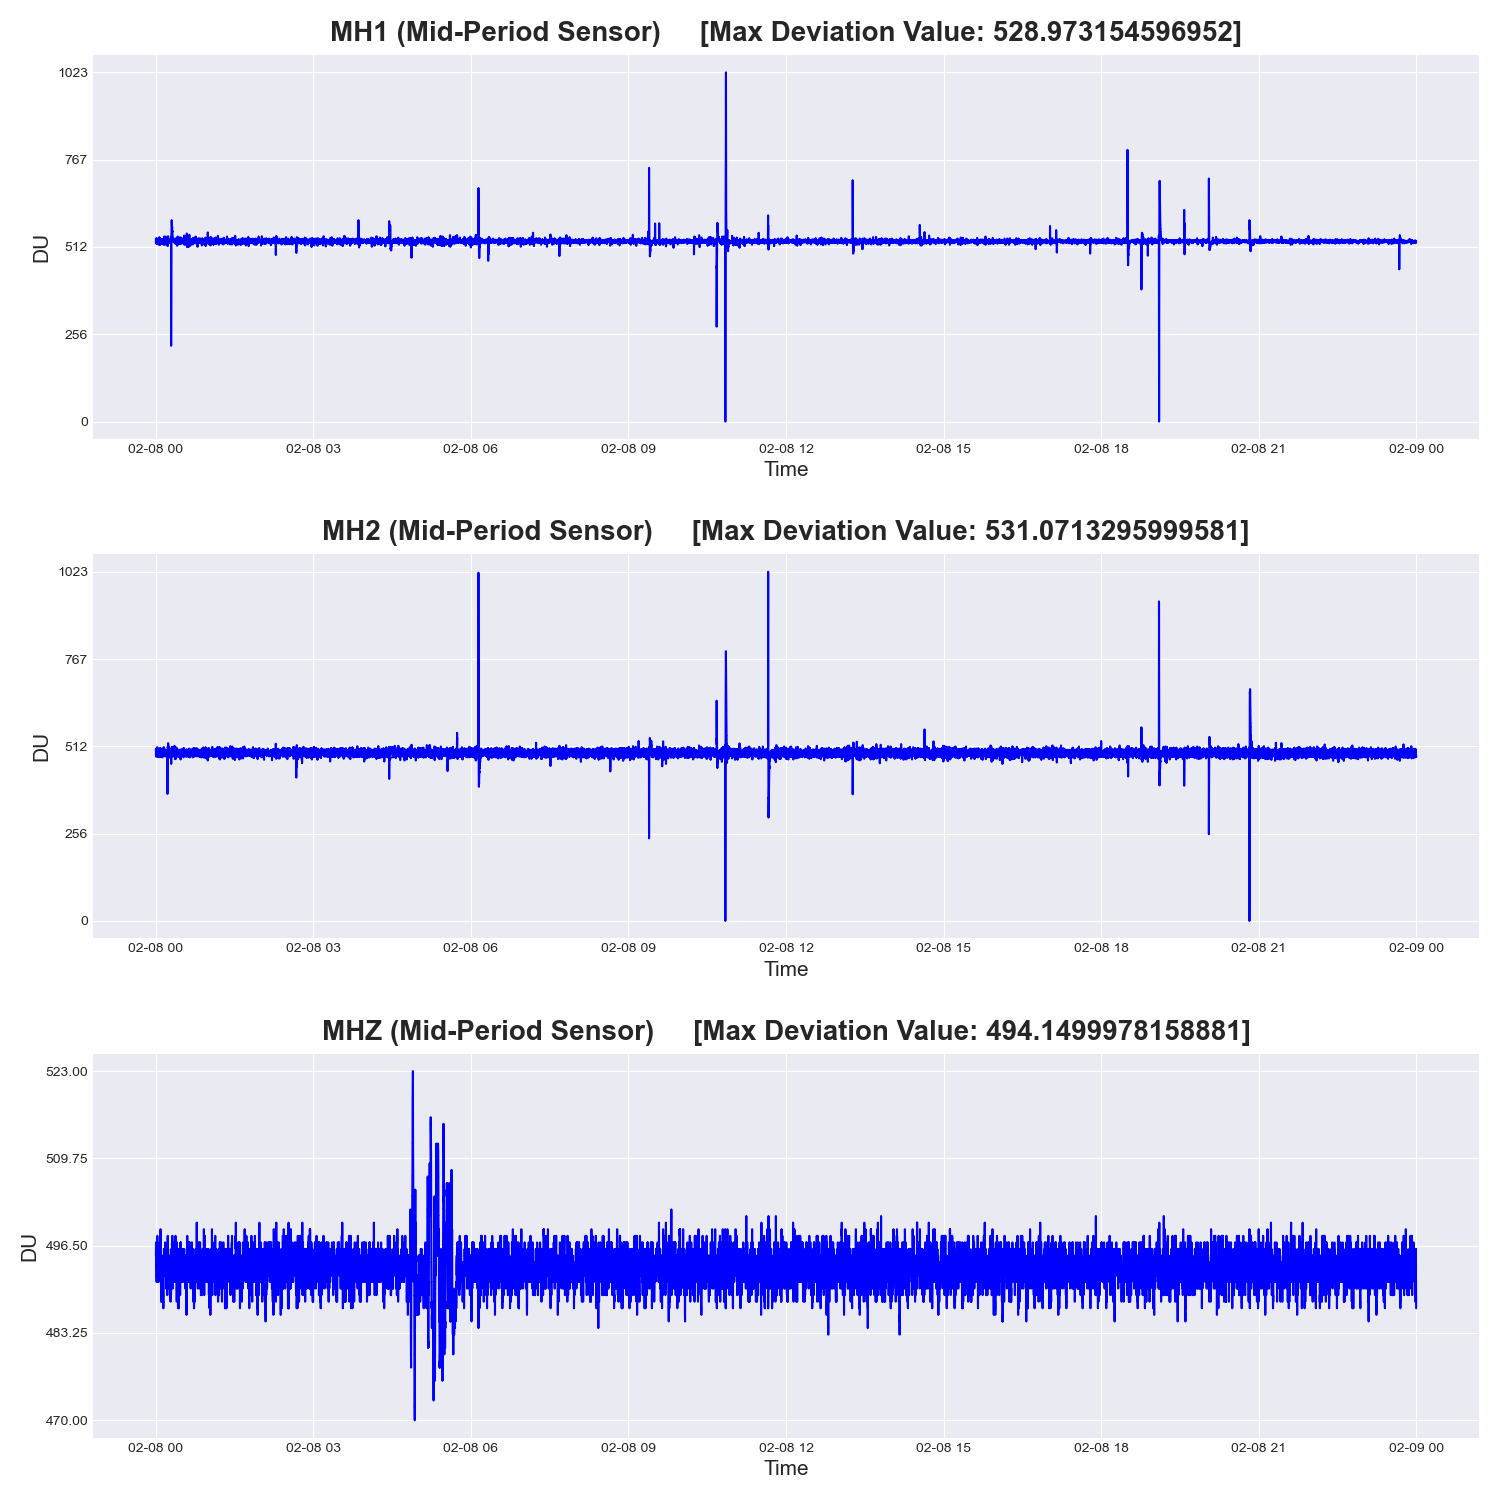 MH1 (Mid-Period Sensor) [Max Deviation Value: 528.973154596952]
1023
767
512
256
0
DU
02-08 00 02-08 03 02-08 06 02-08 09 02-08 12 02-08 15 02-08 18 02-08 21 02-09 00
Time
MH2 (Mid-Period Sensor) [Max Deviation Value: 531.0713295999581]
1023
767
512
256
0
DU
02-08 00 02-08 03 02-08 06 02-08 09 02-08 12 02-08 15 02-08 18 02-08 21 02-09 00
Time
MHZ (Mid-Period Sensor) [Max Deviation Value: 494.1499978158881]
523.00
509.75
496.50
483.25
470.00
DU
02-08 00 02-08 03 02-08 06 02-08 09 02-08 12 02-08 15 02-08 18 02-08 21 02-09 00
Time